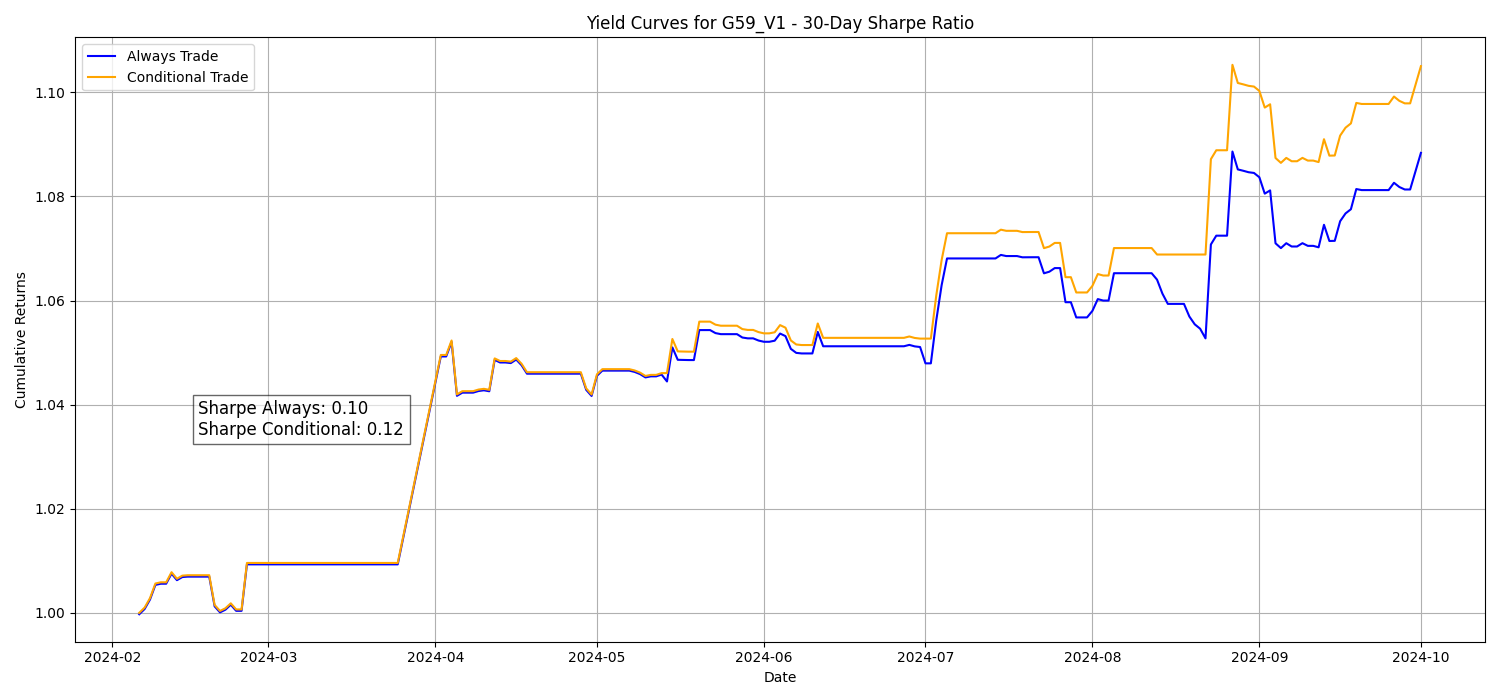 Yield Curves for G59_V1 - 30-Day Sharpe Ratio
Always Trade
Conditional Trade
Cumulative Returns
1.10
1.08
1.06
1.04
1.02
1.00
Sharpe Always: 0.10
Sharpe Conditional: 0.12
2024-02 2024-03 2024-04 2024-05 2024-06 2024-07 2024-08 2024-09 2024-10
Date